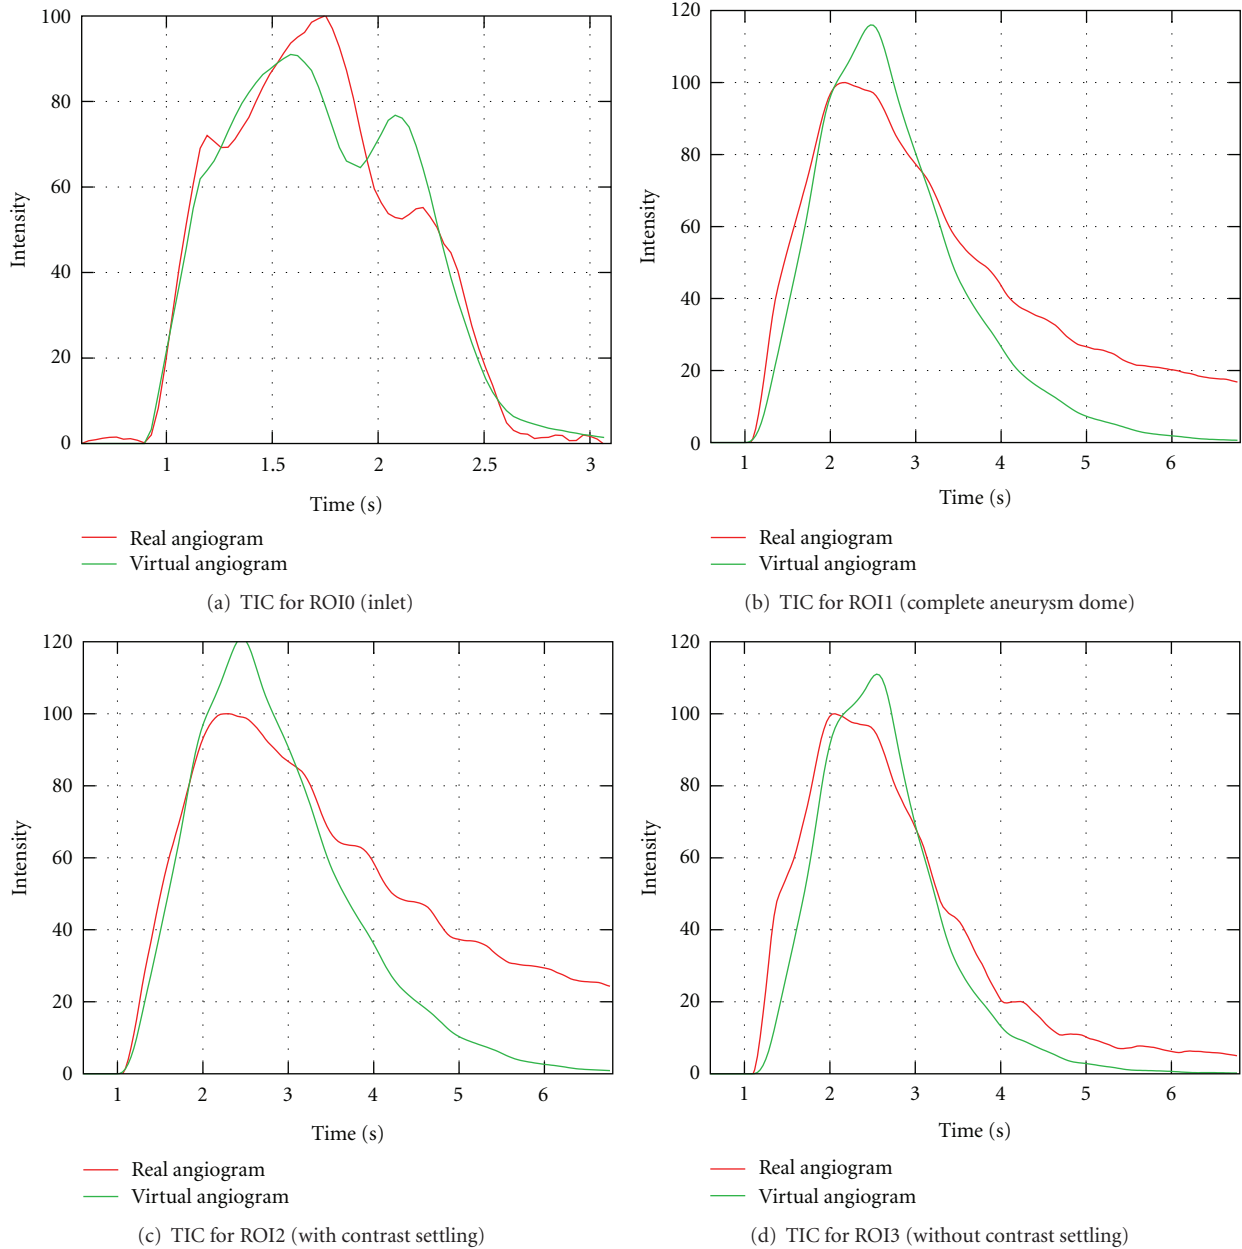 100
80
60
40
20
0
Intensity
1
1.5
2
2.5
3
Time (s)
Real angiogram
Virtual angiogram
(a) TIC for ROI0 (inlet)
120
100
80
60
40
20
0
Intensity
1
2
3
4
5
6
Time (s)
Real angiogram
Virtual angiogram
(b) TIC for ROI1 (complete aneurysm dome)
120
100
80
60
40
20
0
Intensity
1
2
3
4
5
6
Time (s)
Real angiogram
Virtual angiogram
(c) TIC for ROI2 (with contrast settling)
120
100
80
60
40
20
0
Intensity
1
2
3
4
5
6
Time (s)
Real angiogram
Virtual angiogram
(d) TIC for ROI3 (without contrast settling)